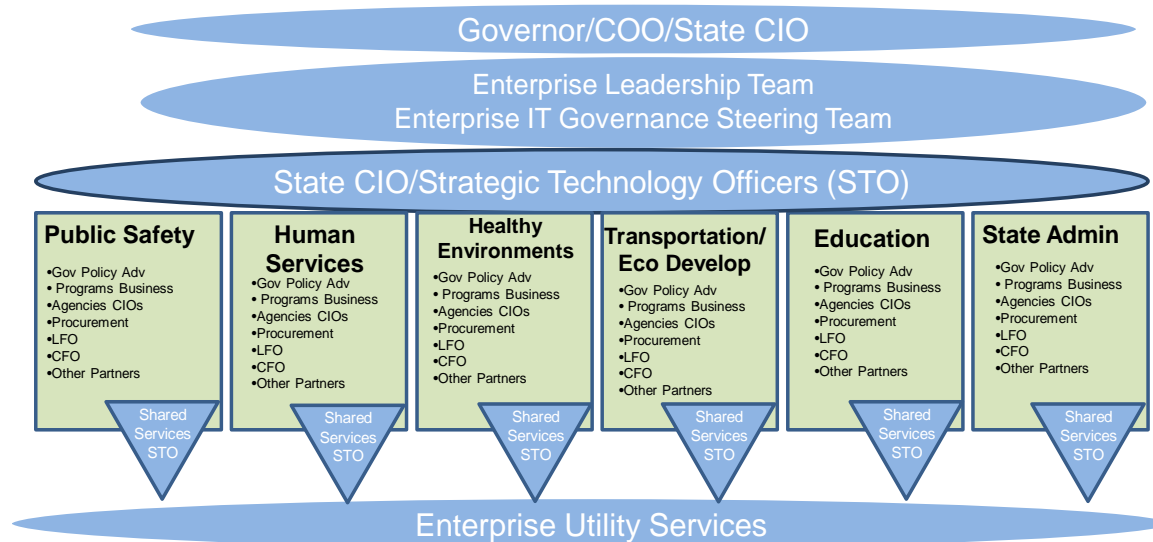 Governor/COO/State CIO
Enterprise Leadership Team
Enterprise IT Governance Steering Team
State CIO/Strategic Technology Officers (STO)
Public Safety
•Gov Policy Adv
• Programs Business
•Agencies CIOs
•Procurement
•LFO
•CFO
•Other Partners
Shared
Services
STO
Human
Services
•Gov Policy Adv
• Programs Business
•Agencies CIOs
•Procurement
•LFO
•CFO
•Other Partners
Shared
Services
STO
Healthy
Environments
•Gov Policy Adv
• Programs Business
•Agencies CIOs
•Procurement
•LFO
•CFO
•Other Partners
Shared
Services
STO
Transportation/
Eco Develop
•Gov Policy Adv
• Programs Business
•Agencies CIOs
•Procurement
•LFO
•CFO
•Other Partners
Shared
Services
STO
Education
•Gov Policy Adv
• Programs Business
•Agencies CIOs
•Procurement
•LFO
•CFO
•Other Partners
Shared
Services
STO
State Admin
•Gov Policy Adv
• Programs Business
•Agencies CIOs
•Procurement
•LFO
•CFO
•Other Partners
Shared
Services
STO
Enterprise Utility Services